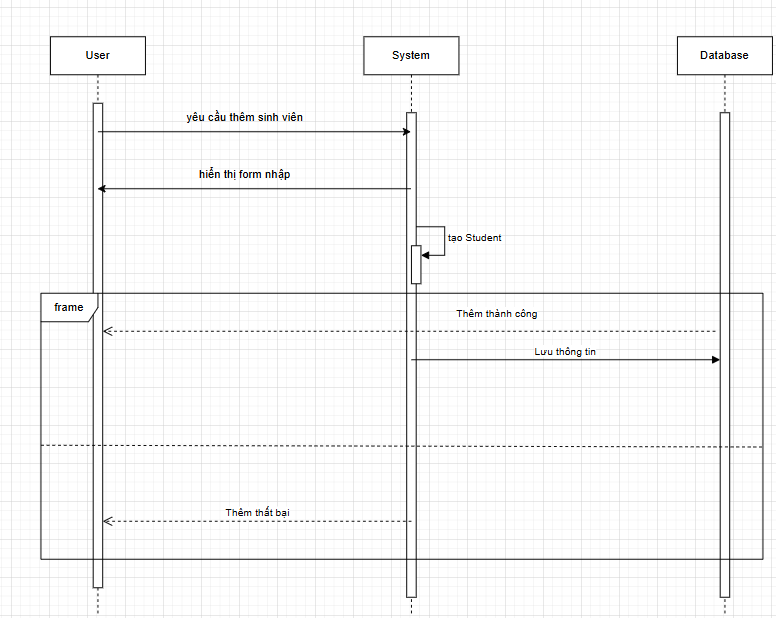 User
System
Database
yêu cầu thêm sinh viên
hiển thị form nhập
tạo Student
frame
Thêm thành công
Lưu thông tin
Thêm thất bại